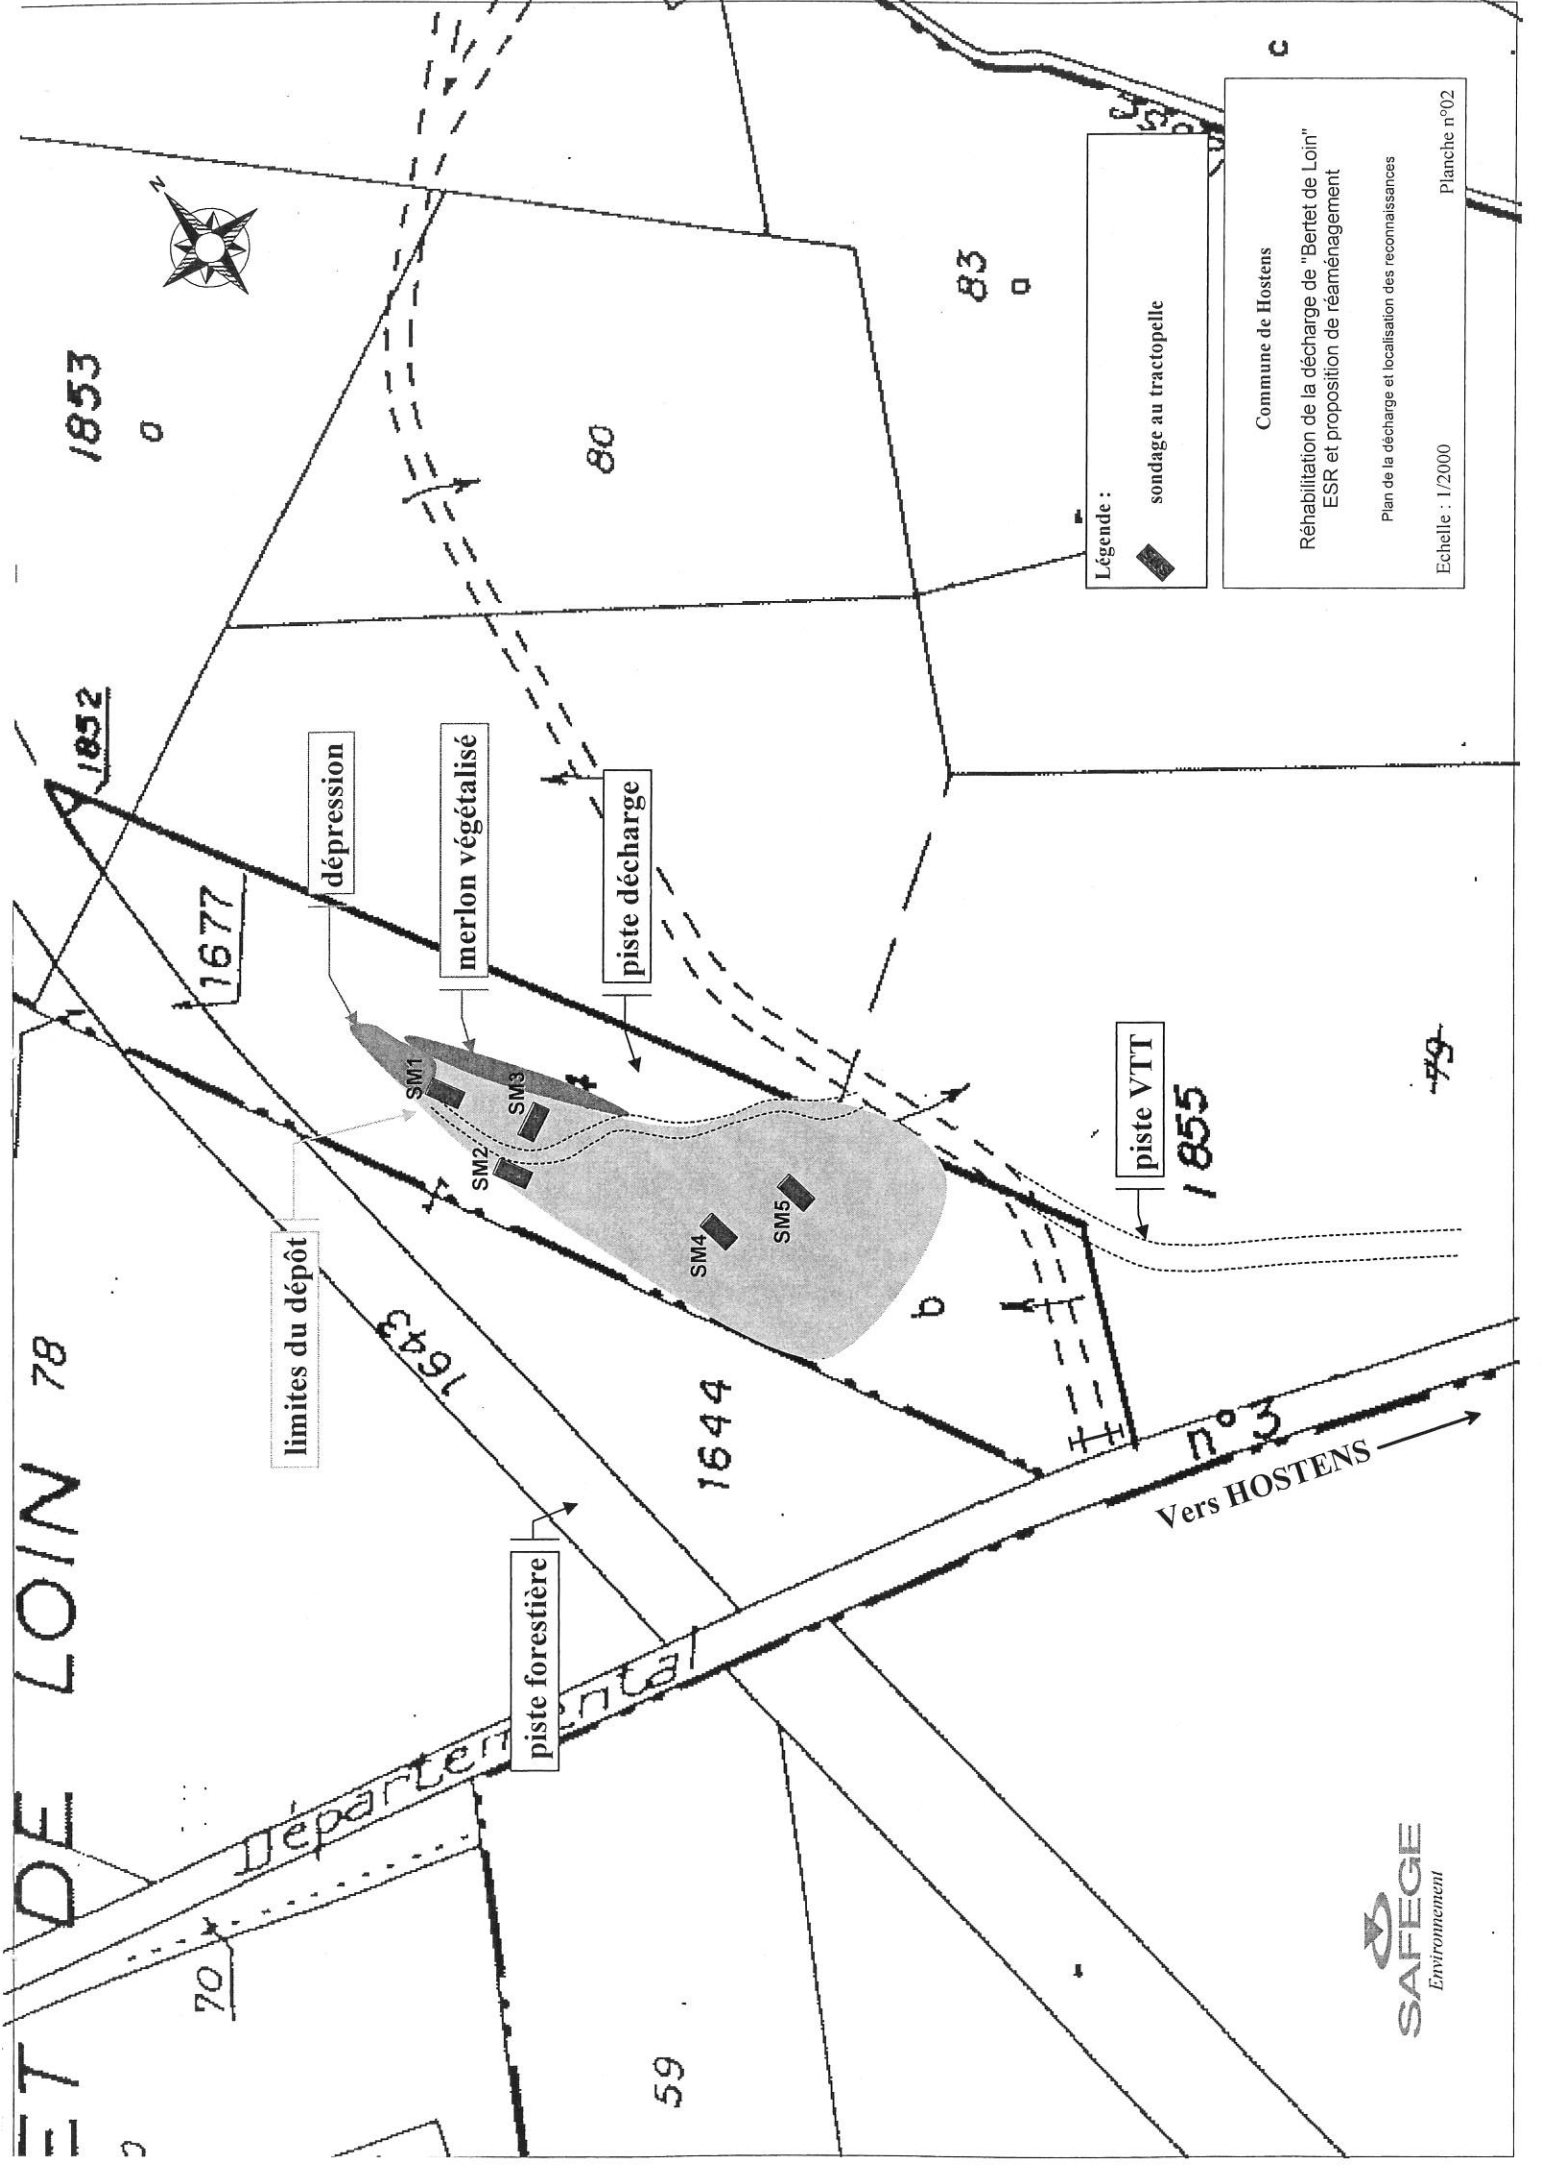 ET DE LOIN
78
1677
1852
1853
a
N
limites du dépôt
dépression
70
Départemental
1643
merlon végétalisé
SM1
SM2
SM3
piste forestière
piste décharge
80
59
1644
SM4
SM5
b
83
a
n° 3
Vers HOSTENS
piste VTT
1855
79
Légende :
sondage au tractopelle
c
Commune de Hostens
Réhabilitation de la décharge de "Bertet de Loin"
ESR et proposition de réaménagement
Plan de la décharge et localisation des reconnaissances
Echelle : 1/2000
Planche n°02
SAFEGE
Environnement